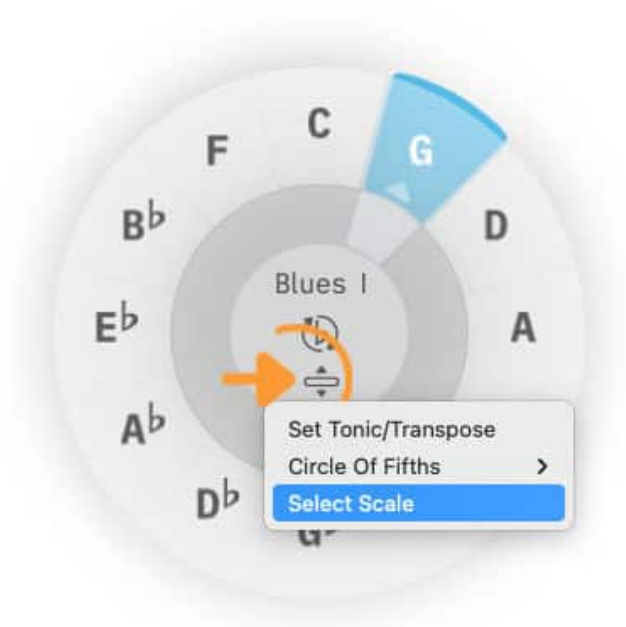 C
G
F
D
B♭
Blues I
E♭
A
A♭
Set Tonic/Transpose
Circle Of Fifths
Select Scale
D♭